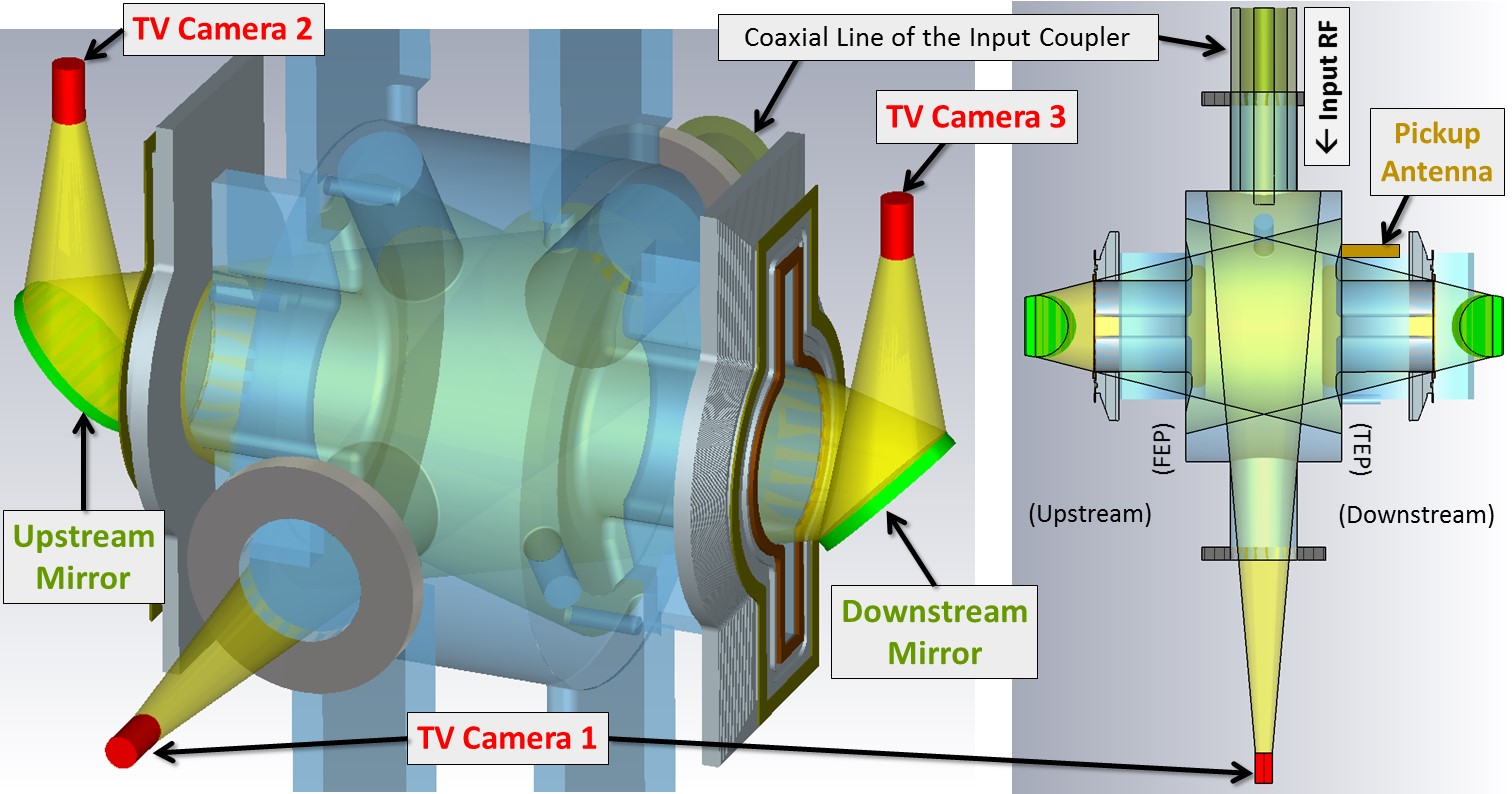 TV Camera 2
Coaxial Line of the Input Coupler
← Input RF
TV Camera 3
Pickup
Antenna
(FEP)
(TEP)
(Upstream)
(Downstream)
Upstream
Mirror
Downstream
Mirror
TV Camera 1